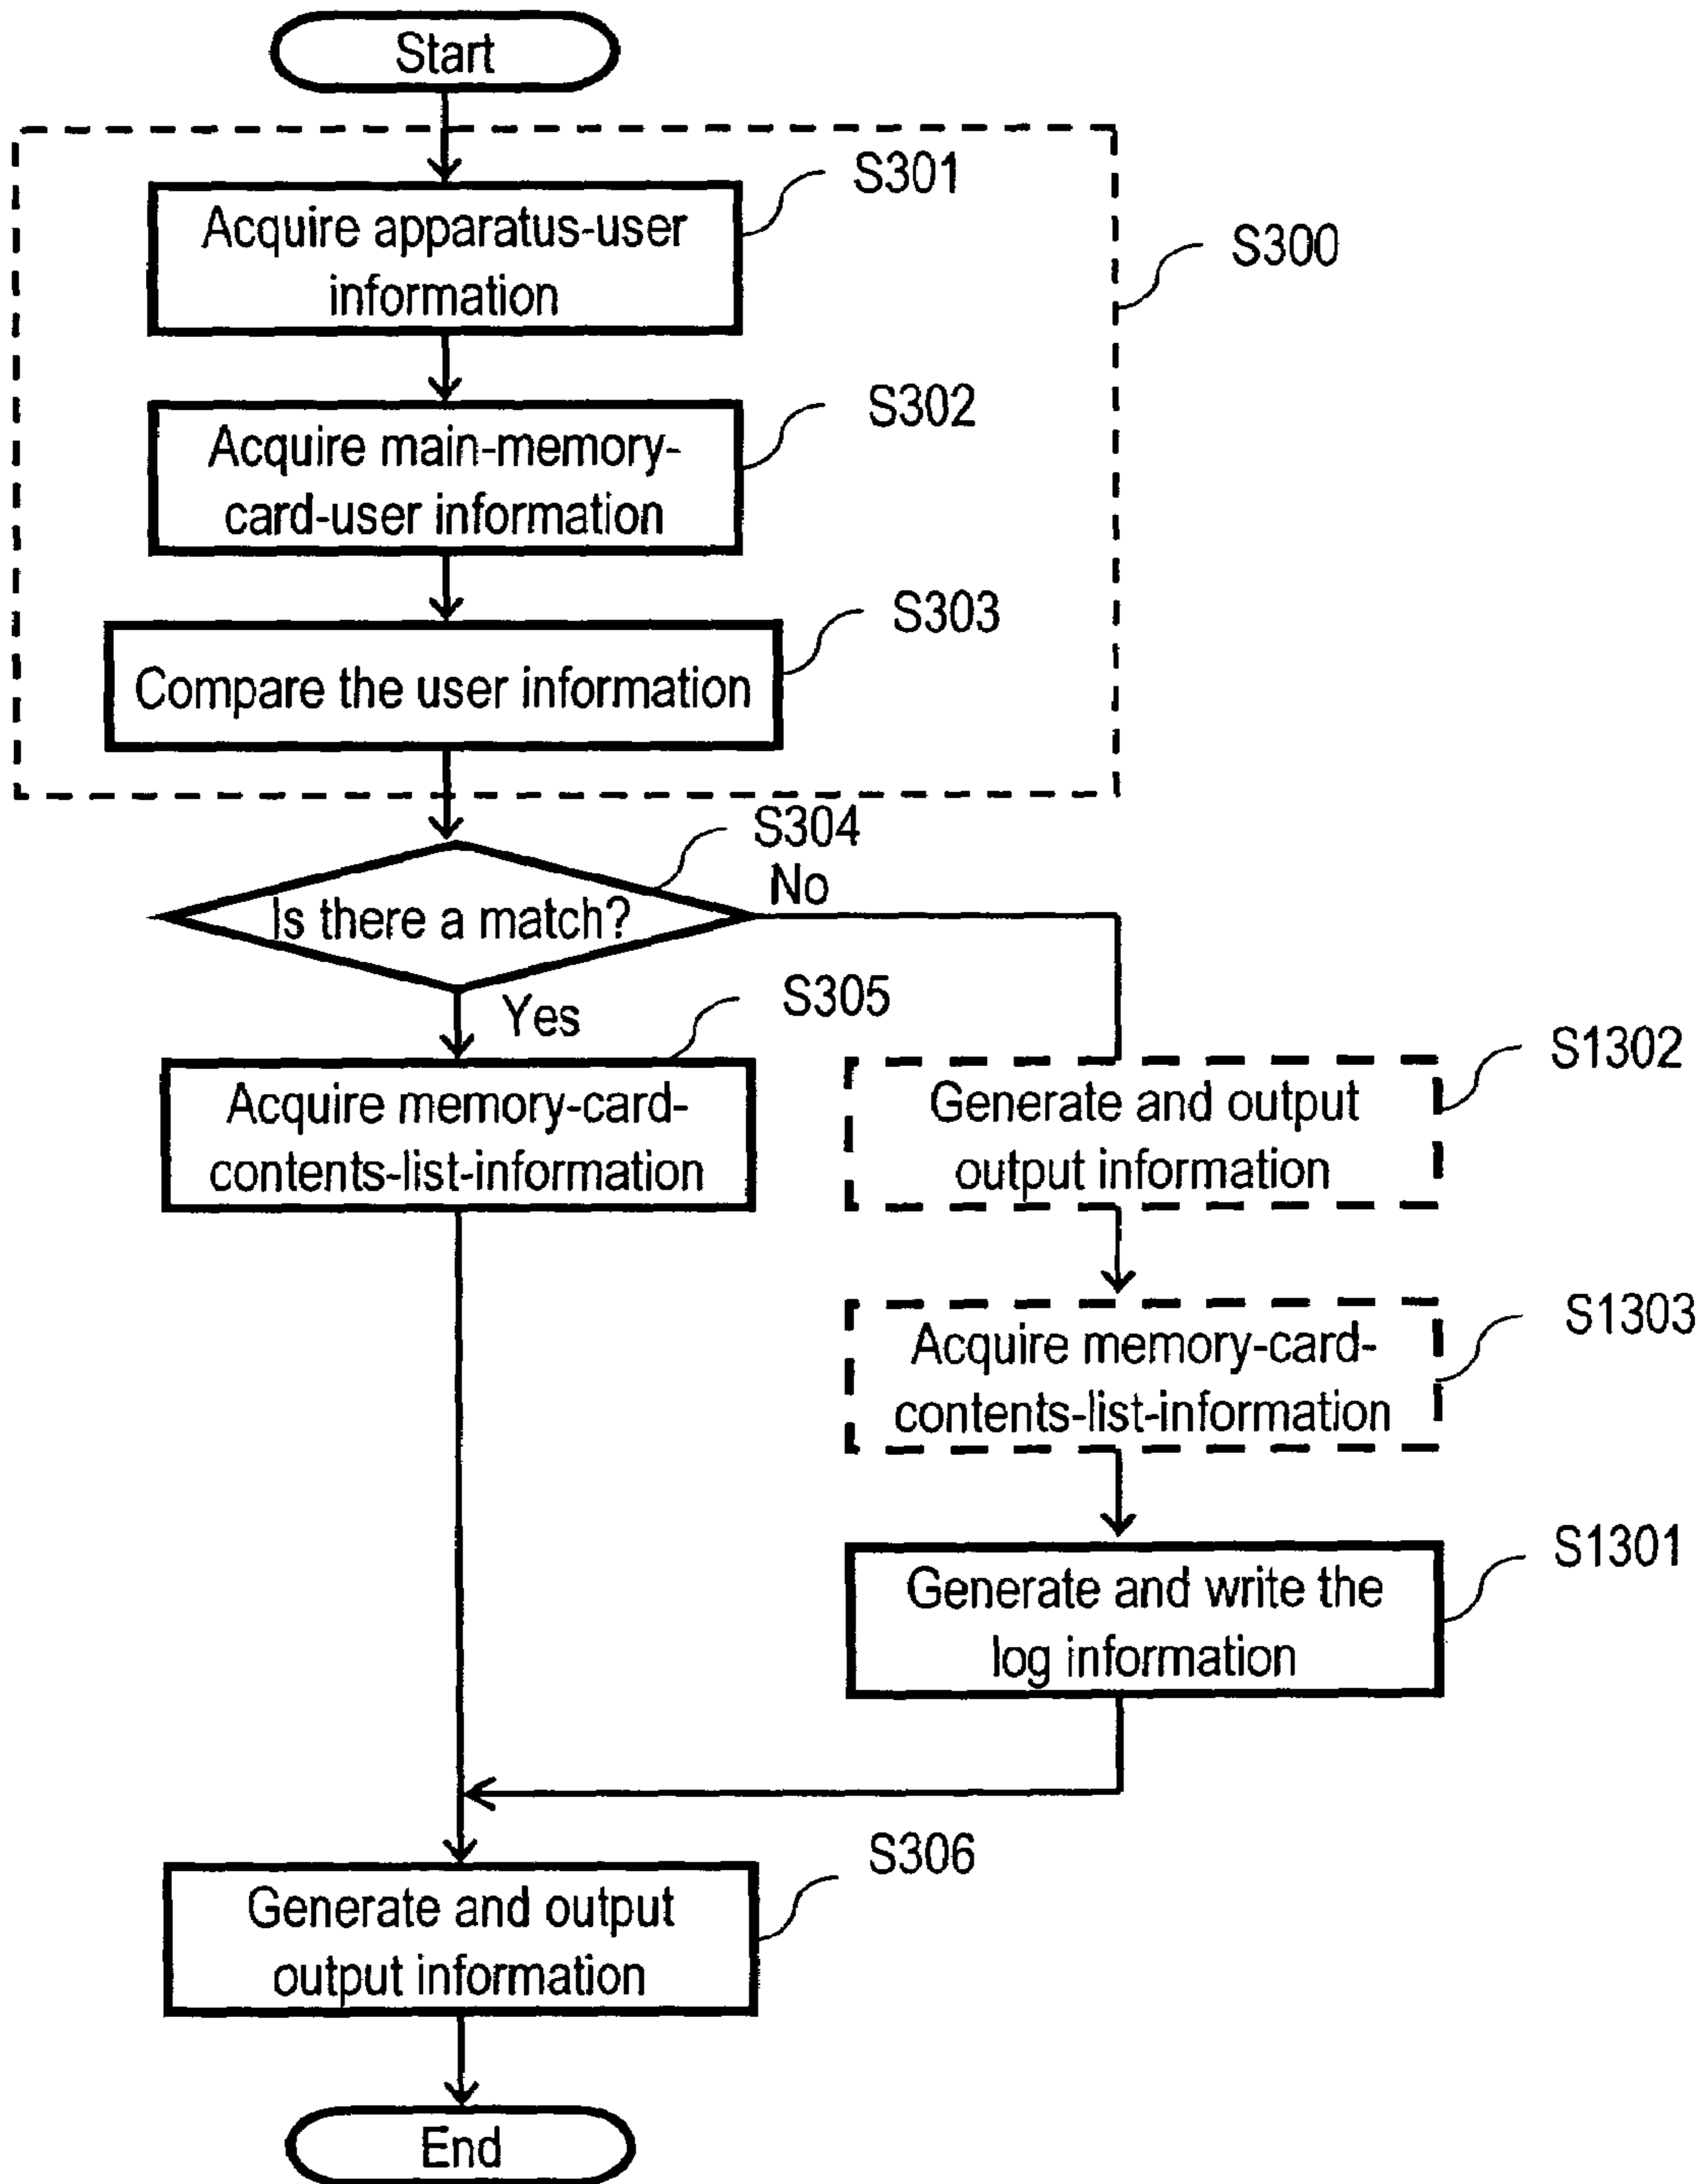 Start
S301
Acquire apparatus-user
information
S300
S302
Acquire main-memory-
card-user information
S303
Compare the user information
S304
No
Is there a match?
S305
Yes
S1302
Acquire memory-card-
contents-list-information
Generate and output
output information
S1303
Acquire memory-card-
contents-list-information
S1301
Generate and write the
log information
S306
Generate and output
output information
End